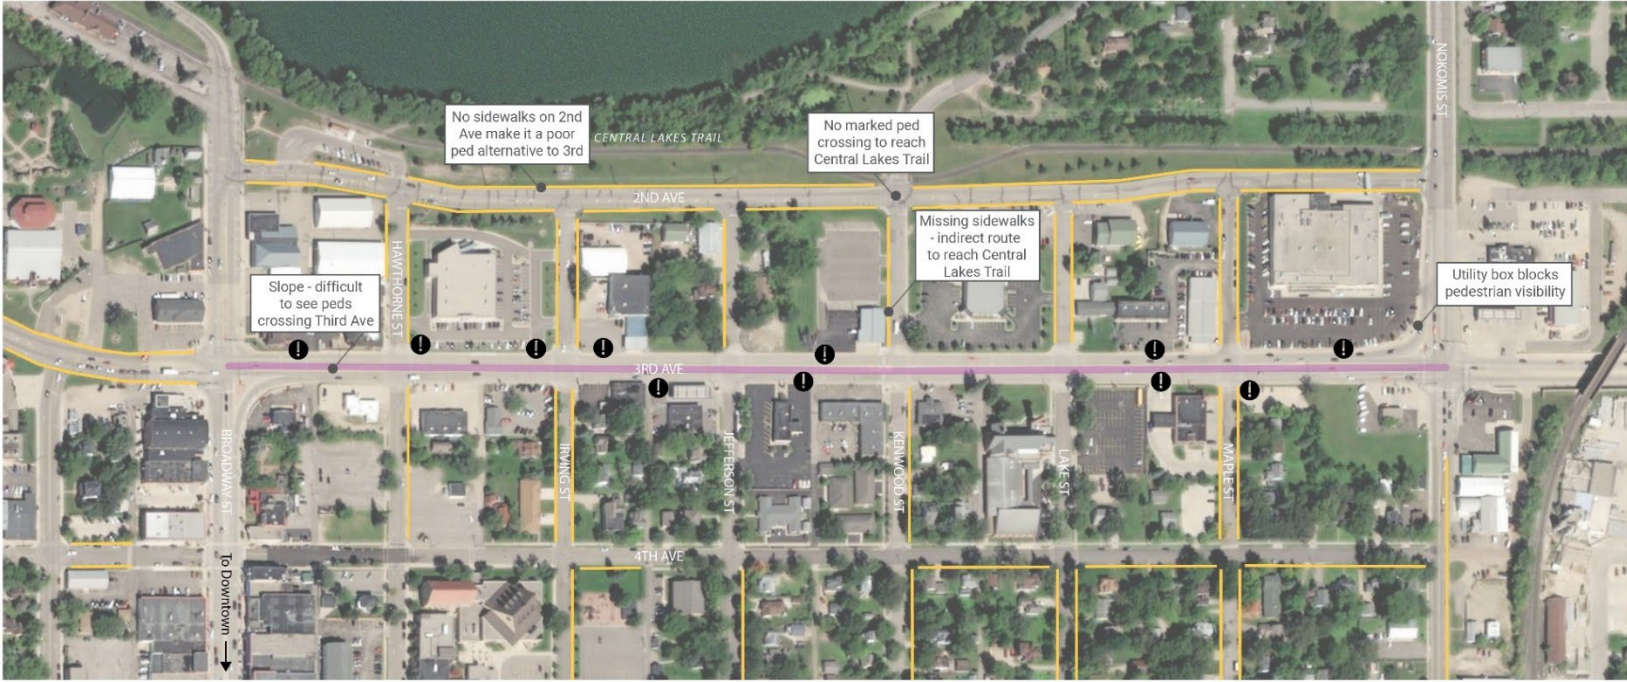 No sidewalks on 2nd
Ave make it a poor
ped alternative to 3rd
CENTRAL LAKES TRAIL
No marked ped
crossing to reach
Central Lakes Trail
NOKOMIS ST
2ND AVE
Missing sidewalks
- indirect route
to reach Central
Lakes Trail
HAWTHORNE ST
Slope - difficult
to see peds
crossing Third Ave
Utility box blocks
pedestrian visibility
!
!
!
!
!
!
!
3RD AVE
!
!
!
!
BROADWAY ST
IRVING ST
JEFFERSON ST
KENWOOD ST
LAKE ST
MAPLE ST
4TH AVE
To Downtown